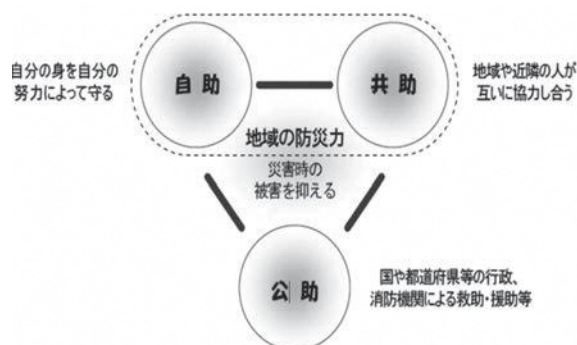 自分の身を自分の
努力によって守る
自助
共助
地域や近隣の人が
互いに協力し合う
地域の防災力
災害時の
被害を抑える
公助
国や都道府県等の行政、
消防機関による救助・援助等